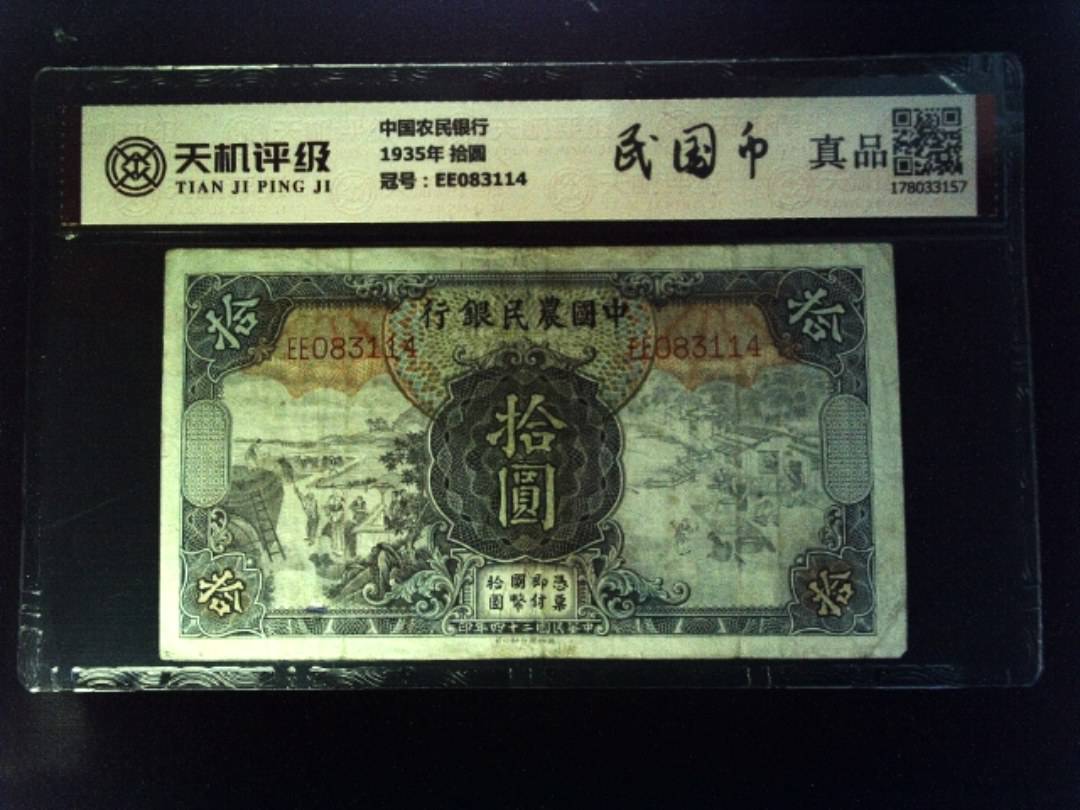 天机评级
TIAN JI PING JI
中国农民银行
1935年 拾圆
冠号：EE083114
民国币
真品
178033157
拾
拾
行銀民農國中
EE083114
EE083114
拾
圓
憑票
即付
國幣
拾圓
拾
拾
印年四十二國民華中